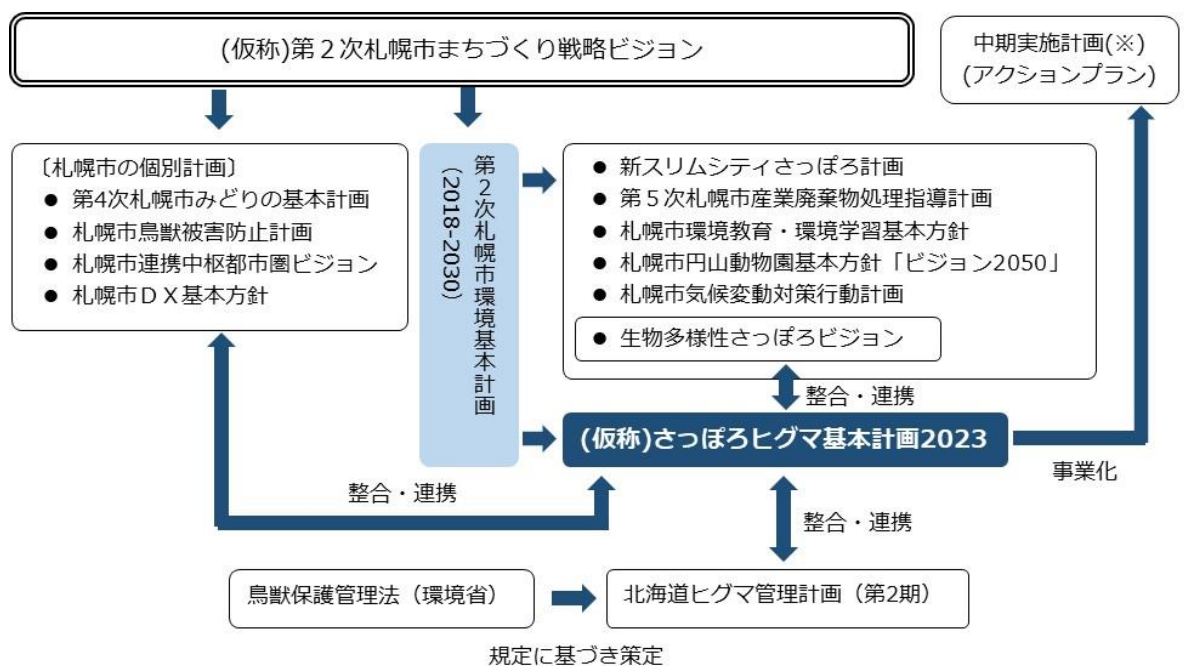 (仮称)第２次札幌市まちづくり戦略ビジョン
中期実施計画(※)
(アクションプラン)
〔札幌市の個別計画〕
● 第4次札幌市みどりの基本計画
● 札幌市鳥獣被害防止計画
● 札幌市連携中枢都市圏ビジョン
● 札幌市ＤＸ基本方針
第２次札幌市環境基本計画
(2018-2030)
● 新スリムシティさっぽろ計画
● 第５次札幌市産業廃棄物処理指導計画
● 札幌市環境教育・環境学習基本方針
● 札幌市円山動物園基本方針「ビジョン2050」
● 札幌市気候変動対策行動計画
● 生物多様性さっぽろビジョン
整合・連携
(仮称)さっぽろヒグマ基本計画2023
事業化
整合・連携
整合・連携
鳥獣保護管理法（環境省）
北海道ヒグマ管理計画（第2期）
規定に基づき策定